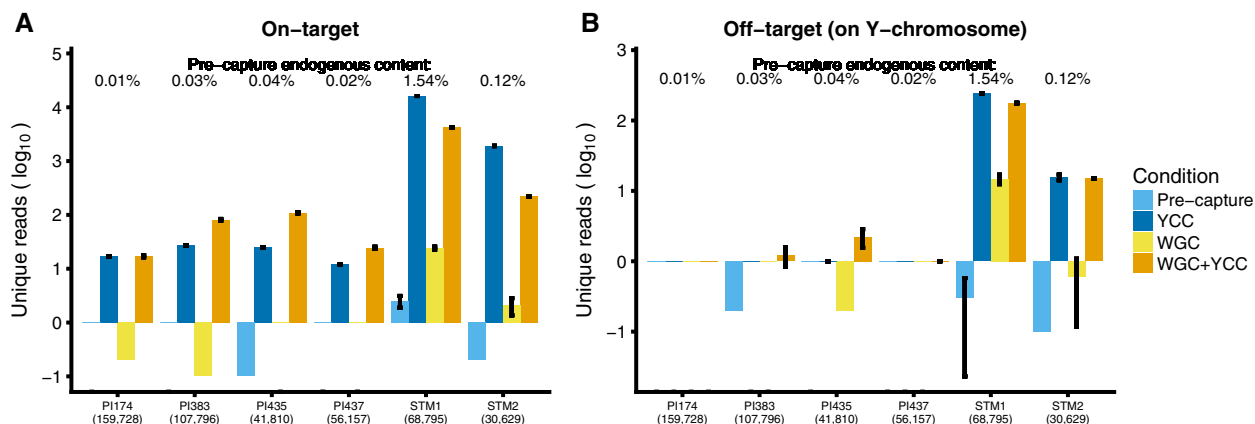 A
On−target
Pre−capture endogenous content:
0.01% 0.03% 0.04% 0.02% 1.54% 0.12%
Unique reads ( log10 )
5
4
3
2
1
0
−1
PI174 PI383 PI435 PI437 STM1 STM2
(159,728) (107,796) (41,810) (56,157) (68,795) (30,629)
B
Off−target (on Y−chromosome)
Pre−capture endogenous content:
0.01% 0.03% 0.04% 0.02% 1.54% 0.12%
Unique reads ( log10 )
3
2
1
0
−1
PI174 PI383 PI435 PI437 STM1 STM2
(159,728) (107,796) (41,810) (56,157) (68,795) (30,629)
Condition
Pre−capture
YCC
WGC
WGC+YCC